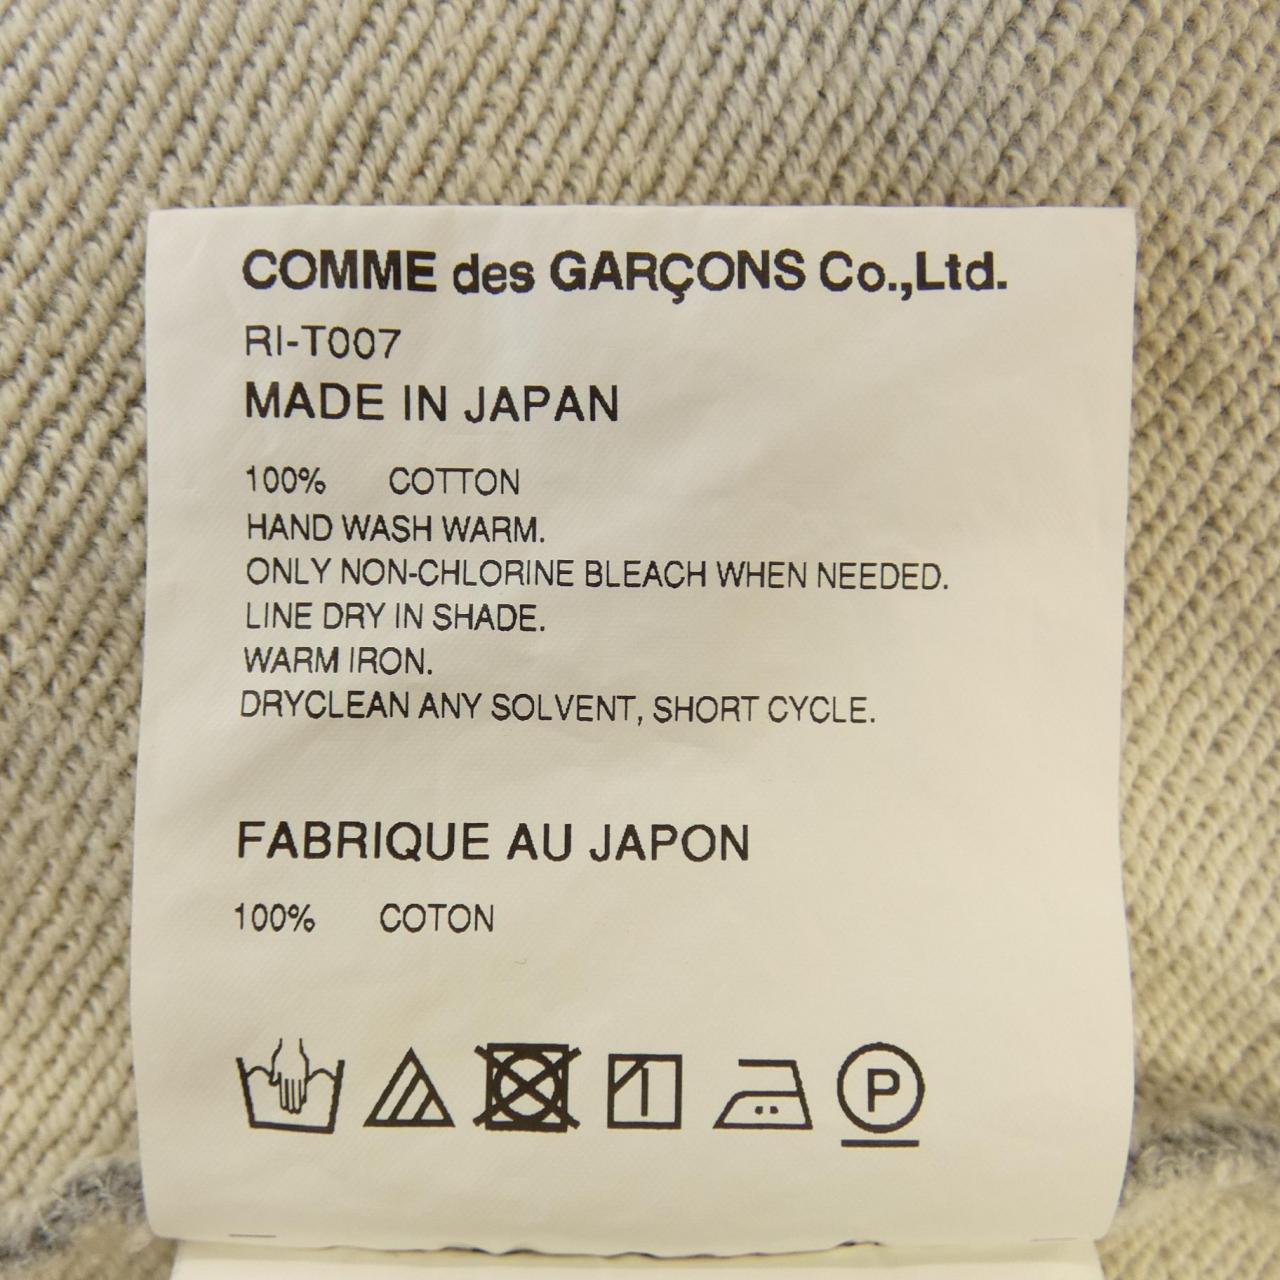 COMME des GARÇONS Co.,Ltd.
RI-T007
MADE IN JAPAN
100% COTTON
HAND WASH WARM.
ONLY NON-CHLORINE BLEACH WHEN NEEDED.
LINE DRY IN SHADE.
WARM IRON.
DRYCLEAN ANY SOLVENT, SHORT CYCLE.
FABRIQUE AU JAPON
100% COTON
P